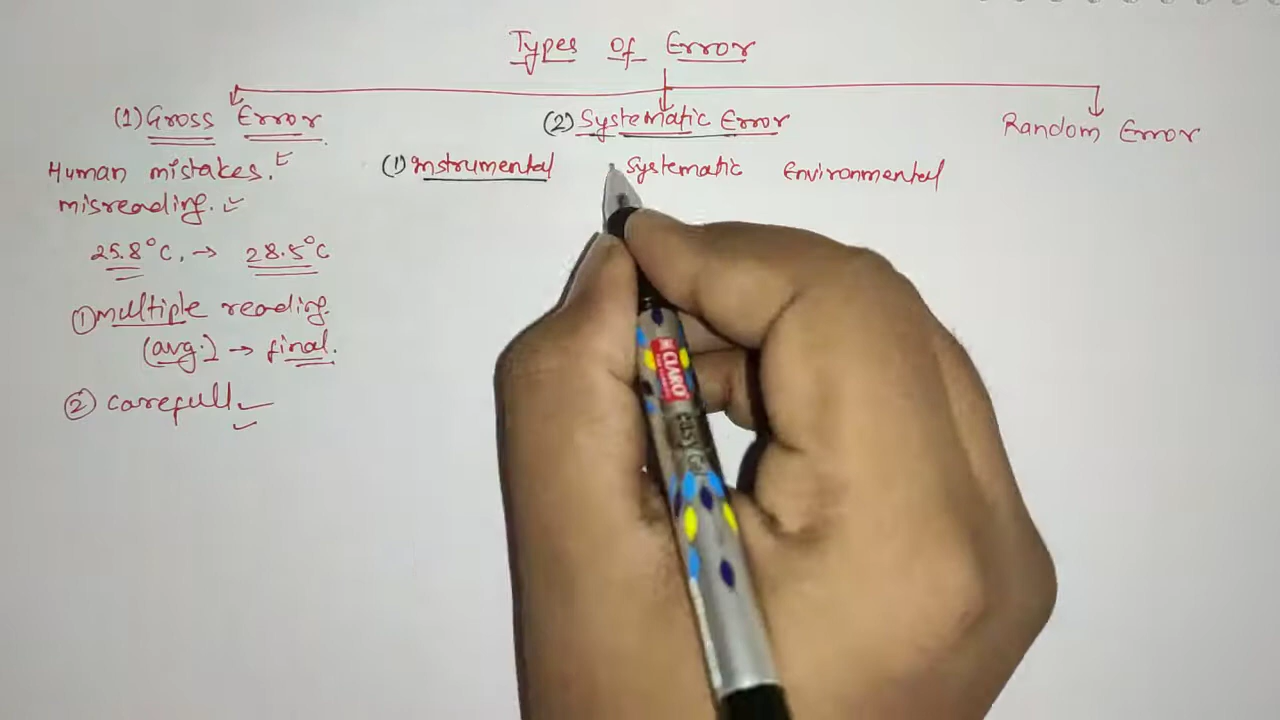 Types of Error
(1) Gross Error
(2) Systematic Error
Random Error
Human mistakes.
misreading.
25.8°C, → 28.5°C
① multiple reading.
(avg.) → final.
② carefull
(1) Instrumental Systematic Environmental
CLARO